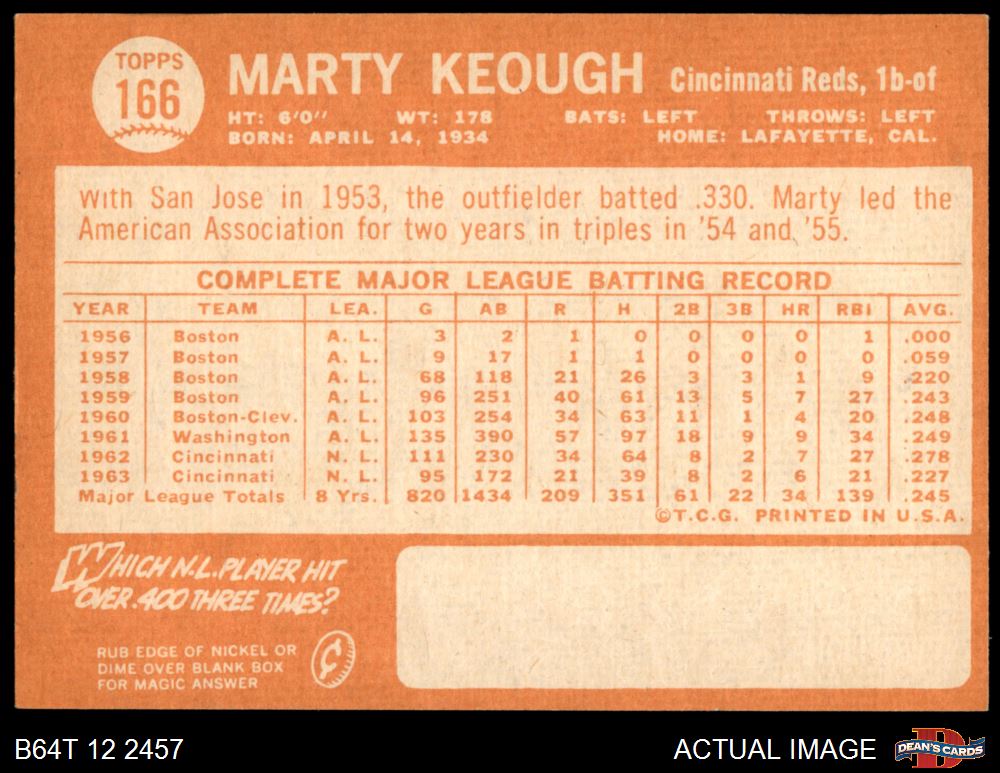 TOPPS
166
MARTY KEOUGH Cincinnati Reds, 1b-of
HT: 6'0" WT: 178 BATS: LEFT THROWS: LEFT
BORN: APRIL 14, 1934 HOME: LAFAYETTE, CAL.
With San Jose in 1953, the outfielder batted .330. Marty led the
American Association for two years in triples in '54 and '55.
COMPLETE MAJOR LEAGUE BATTING RECORD
YEAR TEAM LEA. G AB R H 2B 3B HR RBI AVG.
1956 Boston A. L. 3 2 1 0 0 0 0 1 .000
1957 Boston A. L. 9 17 1 1 0 0 0 0 .059
1958 Boston A. L. 68 118 21 26 3 3 1 9 .220
1959 Boston A. L. 96 251 40 61 13 5 7 27 .243
1960 Boston-Clev. A. L. 103 254 34 63 11 1 4 20 .248
1961 Washington A. L. 135 390 57 97 18 9 9 34 .249
1962 Cincinnati N. L. 111 230 34 64 8 2 7 27 .278
1963 Cincinnati N. L. 95 172 21 39 8 2 6 21 .227
Major League Totals 8 Yrs. 820 1434 209 351 61 22 34 139 .245
©T.C.G. PRINTED IN U.S.A.
WHICH N.L. PLAYER HIT
OVER .400 THREE TIMES?
RUB EDGE OF NICKEL OR
DIME OVER BLANK BOX
FOR MAGIC ANSWER
¢
B64T 12 2457 ACTUAL IMAGE DEAN'S CARDS